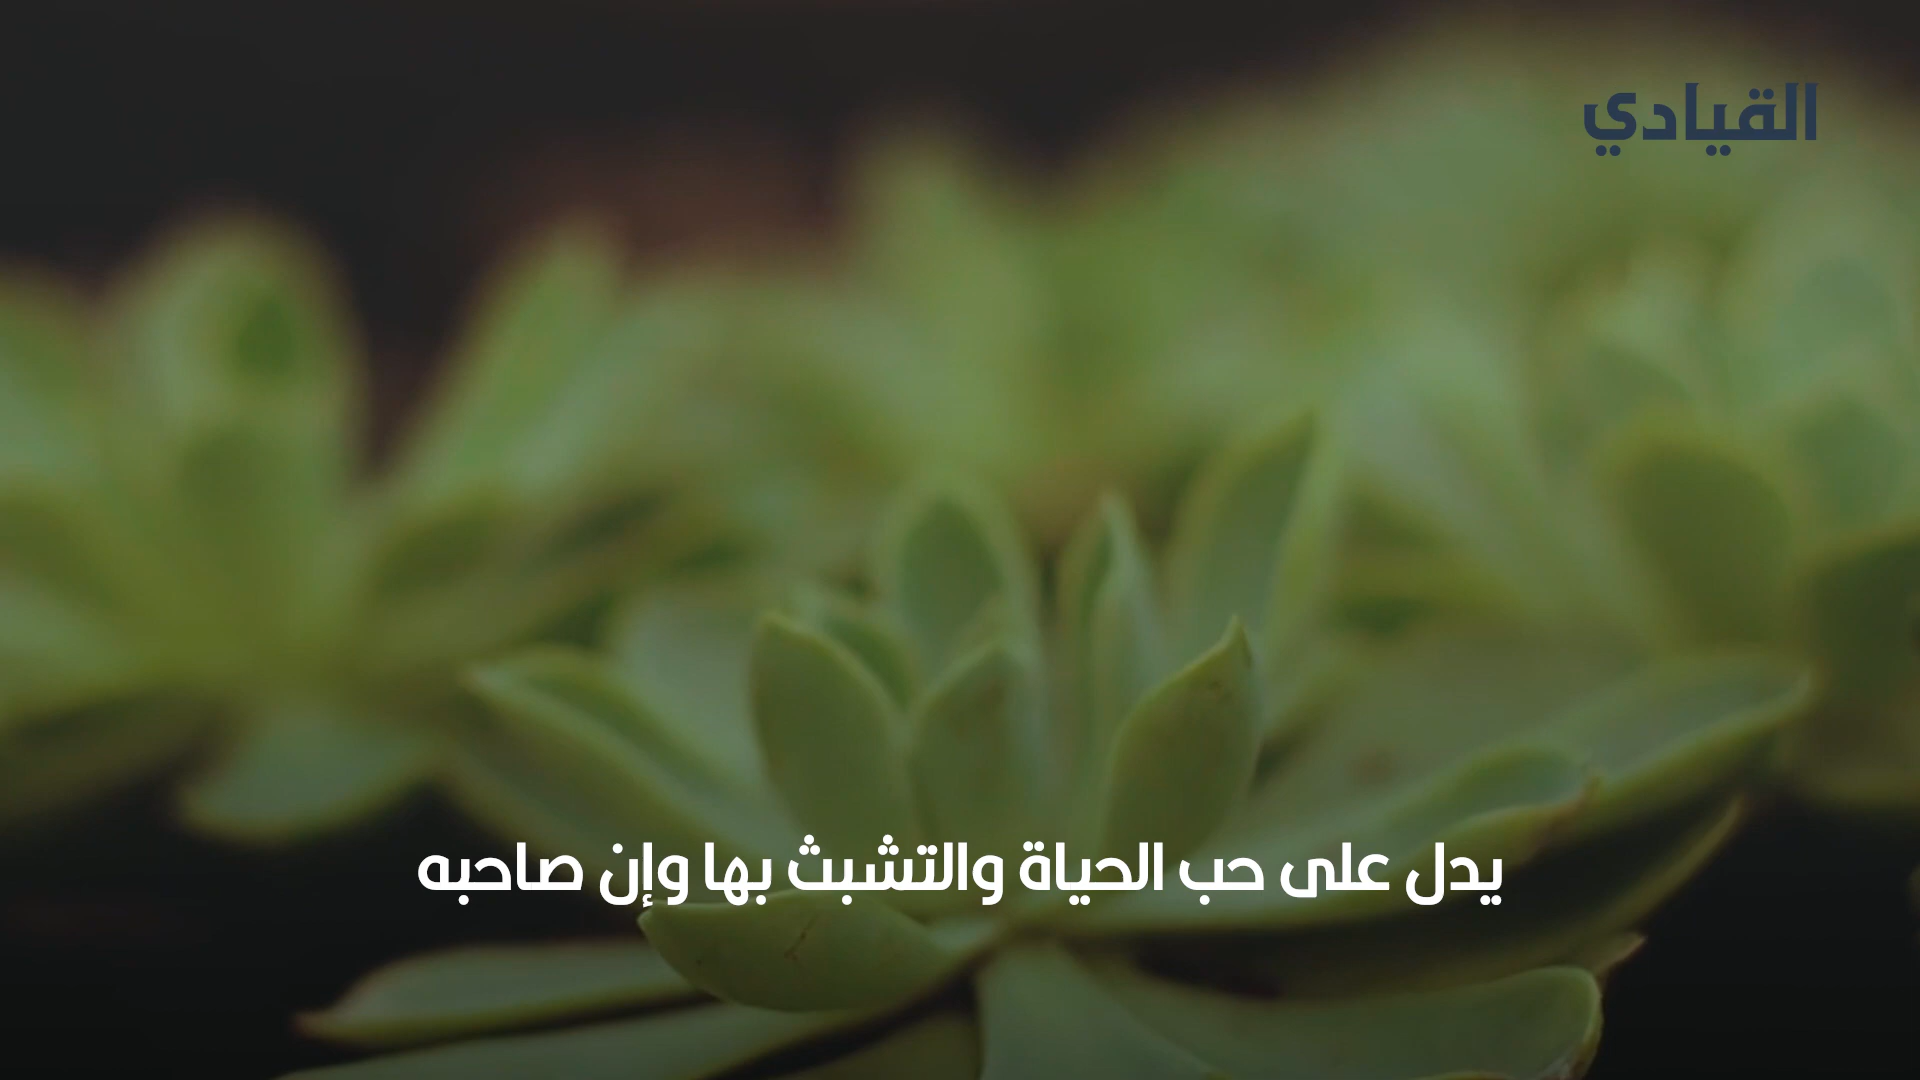 القيادي
يدل على حب الحياة والتشبث بها وإن صاحبه